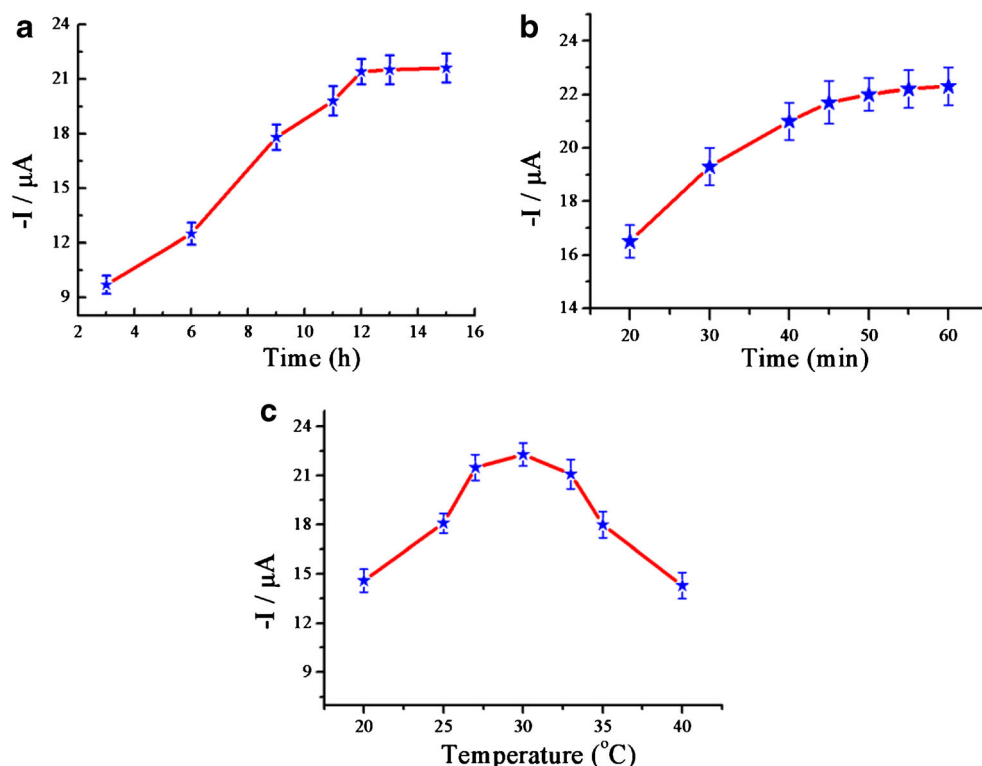 a
24
21
18
15
12
9
-I / µA
2 4 6 8 10 12 14 16
Time (h)
b
24
22
20
18
16
14
-I / µA
20 30 40 50 60
Time (min)
c
24
21
18
15
12
9
-I / µA
20 25 30 35 40
Temperature (°C)